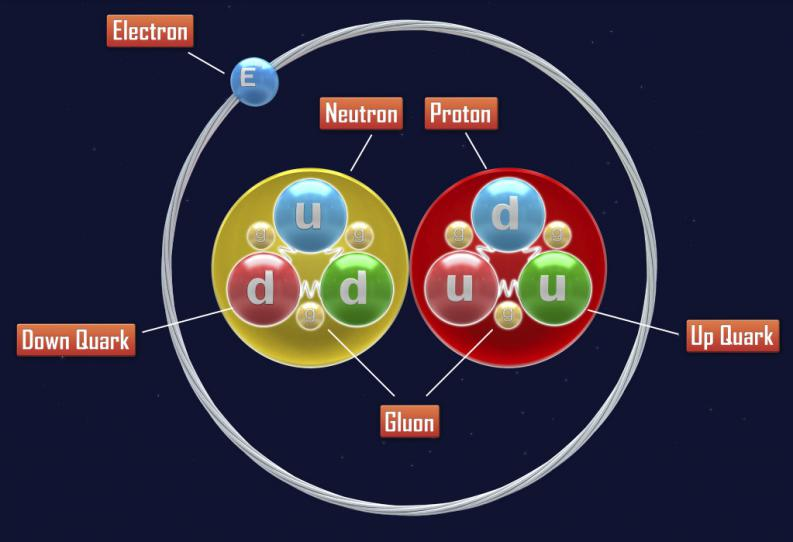 Electron
E
Neutron
Proton
u
d
g
g
g
g
d
d
u
u
g
g
Down Quark
Up Quark
Gluon